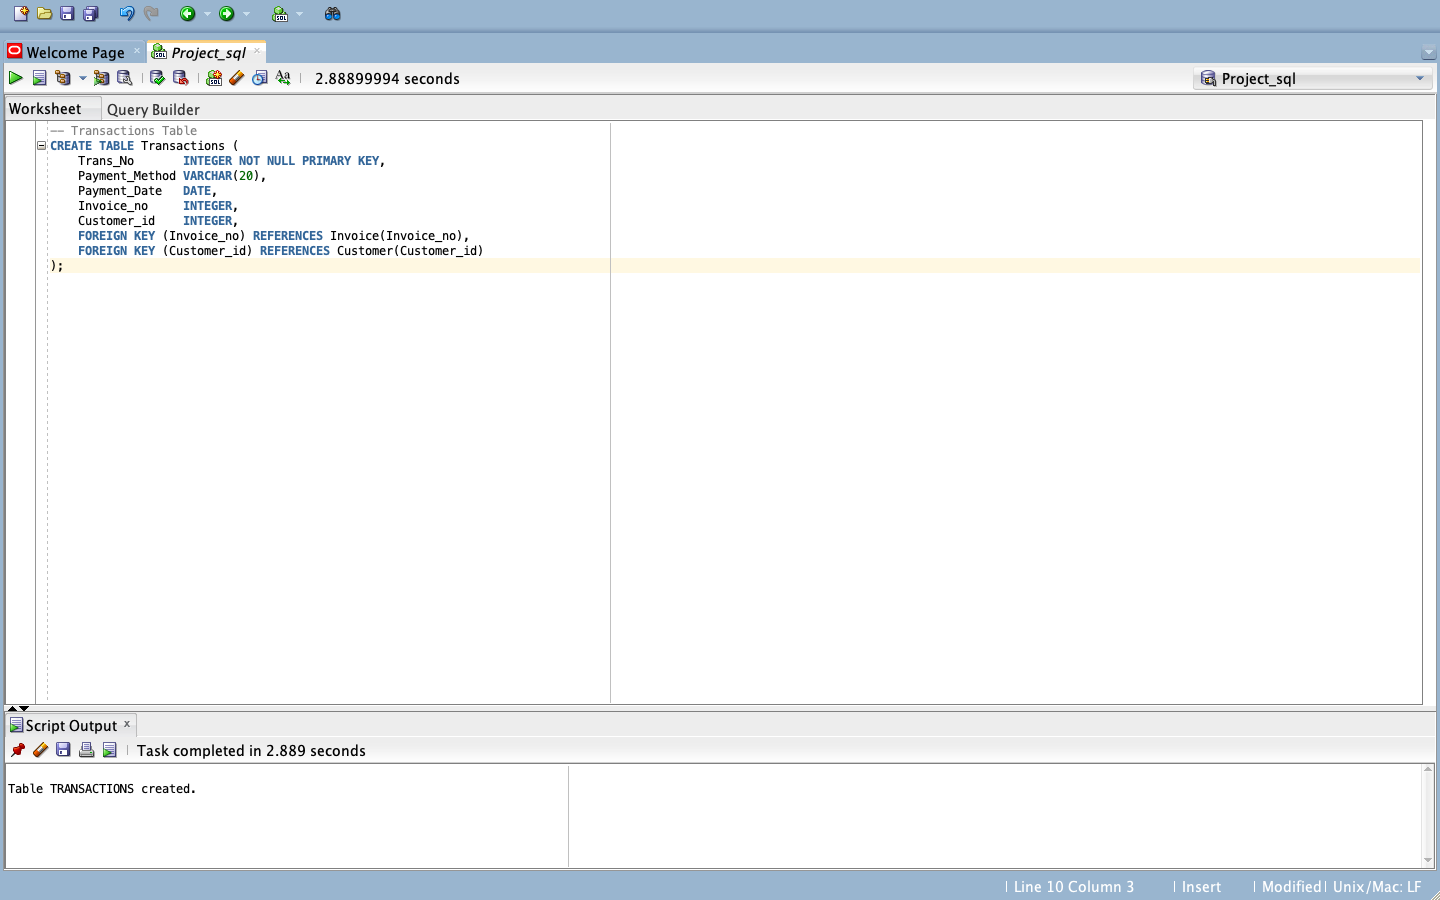 Welcome Page
Project_sql
2.88899994 seconds
Project_sql
Worksheet
Query Builder
-- Transactions Table
CREATE TABLE Transactions (
    Trans_No       INTEGER NOT NULL PRIMARY KEY,
    Payment_Method VARCHAR(20),
    Payment_Date   DATE,
    Invoice_no     INTEGER,
    Customer_id    INTEGER,
    FOREIGN KEY (Invoice_no) REFERENCES Invoice(Invoice_no),
    FOREIGN KEY (Customer_id) REFERENCES Customer(Customer_id)
);
Script Output
Task completed in 2.889 seconds
Table TRANSACTIONS created.
Line 10 Column 3 | Insert | Modified | Unix/Mac: LF